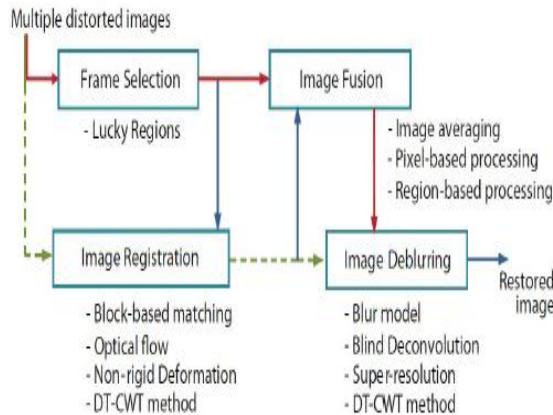 Multiple distorted images
Frame Selection
Image Fusion
- Lucky Regions
- Image averaging
- Pixel-based processing
- Region-based processing
Image Registration
Image Debluring
Restored
image
- Block-based matching
- Optical flow
- Non-rigid Deformation
- DT-CWT method
- Blur model
- Blind Deconvolution
- Super-resolution
- DT-CWT method